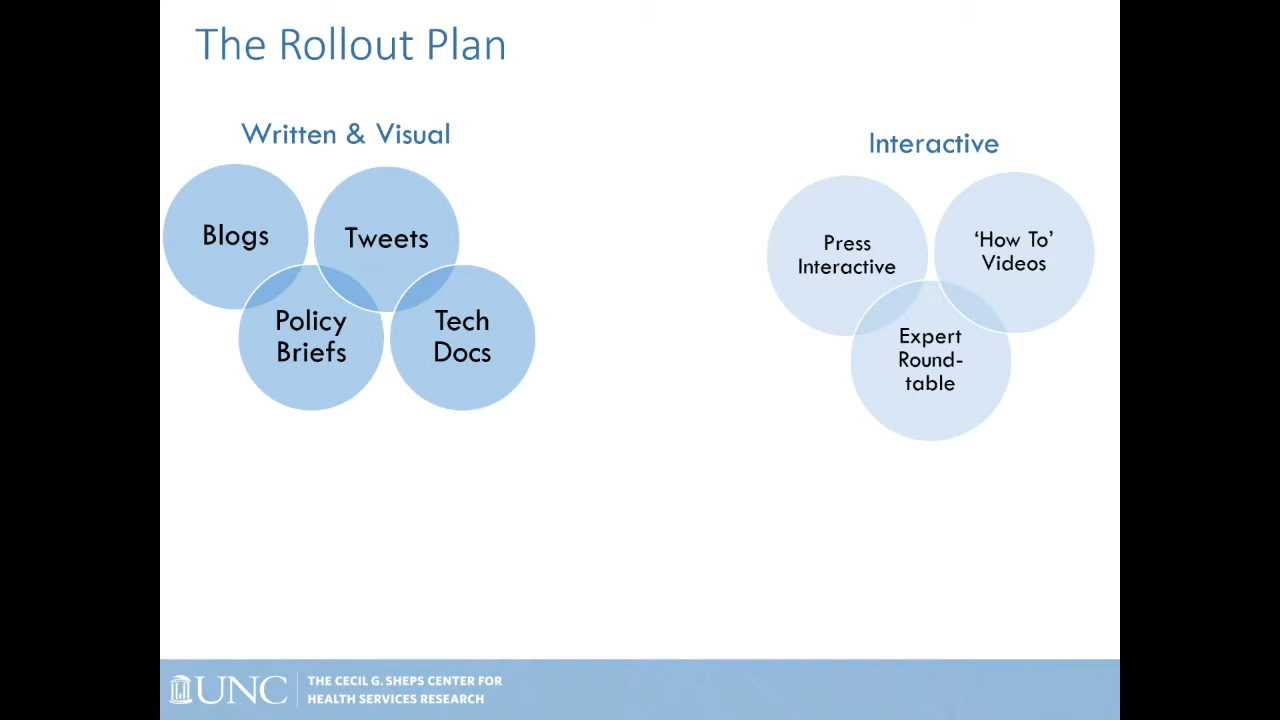 The Rollout Plan
Written & Visual
Blogs
Tweets
Policy
Briefs
Tech
Docs
Interactive
Press
Interactive
‘How To’
Videos
Expert
Round-
table
UNC
THE CECIL G. SHEPS CENTER FOR
HEALTH SERVICES RESEARCH